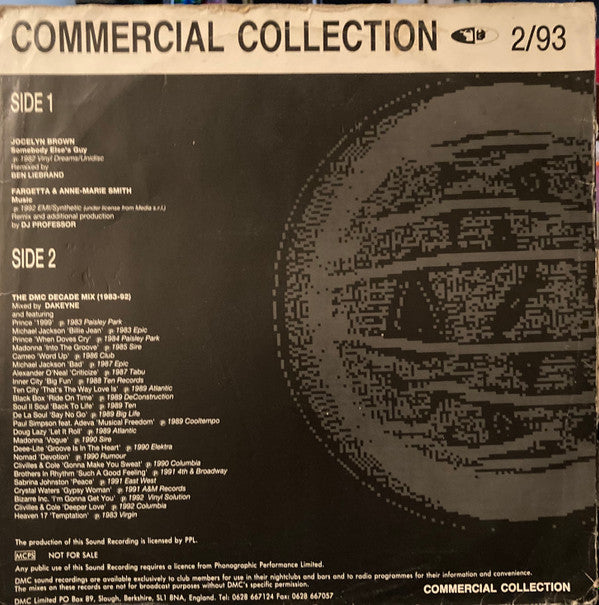 COMMERCIAL COLLECTION 2/93
SIDE 1
JOCELYN BROWN
Somebody Else's Guy
℗ 1982 Vinyl Dreams/Unidisc
Remixed by
BEN LIEBRAND
FARGETTA & ANNE-MARIE SMITH
Music
℗ 1992 EMI/Synthetic (under license from Media s.r.l.)
Remix and additional production
by DJ PROFESSOR
SIDE 2
THE DMC DECADE MIX (1983-92)
Mixed by DAKEYNE
and featuring
Prince '1999' ℗ 1983 Paisley Park
Michael Jackson 'Billie Jean' ℗ 1983 Epic
Prince 'When Doves Cry' ℗ 1984 Paisley Park
Madonna 'Into The Groove' ℗ 1985 Sire
Cameo 'Word Up' ℗ 1986 Club
Michael Jackson 'Bad' ℗ 1987 Epic
Alexander O'Neal 'Criticize' ℗ 1987 Tabu
Inner City 'Big Fun' ℗ 1988 Ten Records
Ten City 'That's The Way Love Is' ℗ 1989 Atlantic
Black Box 'Ride On Time' ℗ 1989 DeConstruction
Soul II Soul 'Back To Life' ℗ 1989 Ten
De La Soul 'Say No Go' ℗ 1989 Big Life
Paul Simpson feat. Adeva 'Musical Freedom' ℗ 1989 Cooltempo
Doug Lazy 'Let It Roll' ℗ 1989 Atlantic
Madonna 'Vogue' ℗ 1990 Sire
Deee-Lite 'Groove Is In The Heart' ℗ 1990 Elektra
Nomad 'Devotion' ℗ 1990 Rumour
Clivilles & Cole 'Gonna Make You Sweat' ℗ 1990 Columbia
Brothers In Rhythm 'Such A Good Feeling' ℗ 1991 4th & Broadway
Sabrina Johnston 'Peace' ℗ 1991 East West
Crystal Waters 'Gypsy Woman' ℗ 1991 A&M Records
Bizarre Inc. 'I'm Gonna Get You' ℗ 1992 Vinyl Solution
Clivilles & Cole 'Deeper Love' ℗ 1992 Columbia
Heaven 17 'Temptation' ℗ 1983 Virgin
The production of this Sound Recording is licensed by PPL.
MCPS NOT FOR SALE
Any public use of this Sound Recording requires a licence from Phonographic Performance Limited.
DMC sound recordings are available exclusively to club members for use in their nightclubs and bars and to radio programmes for their information and convenience.
The mixes on these records are not for broadcast purposes without DMC's specific permission.
DMC Limited PO Box 89, Slough, Berkshire, SL1 8NA, England. Tel: 0628 667124 Fax: 0628 667057
COMMERCIAL COLLECTION